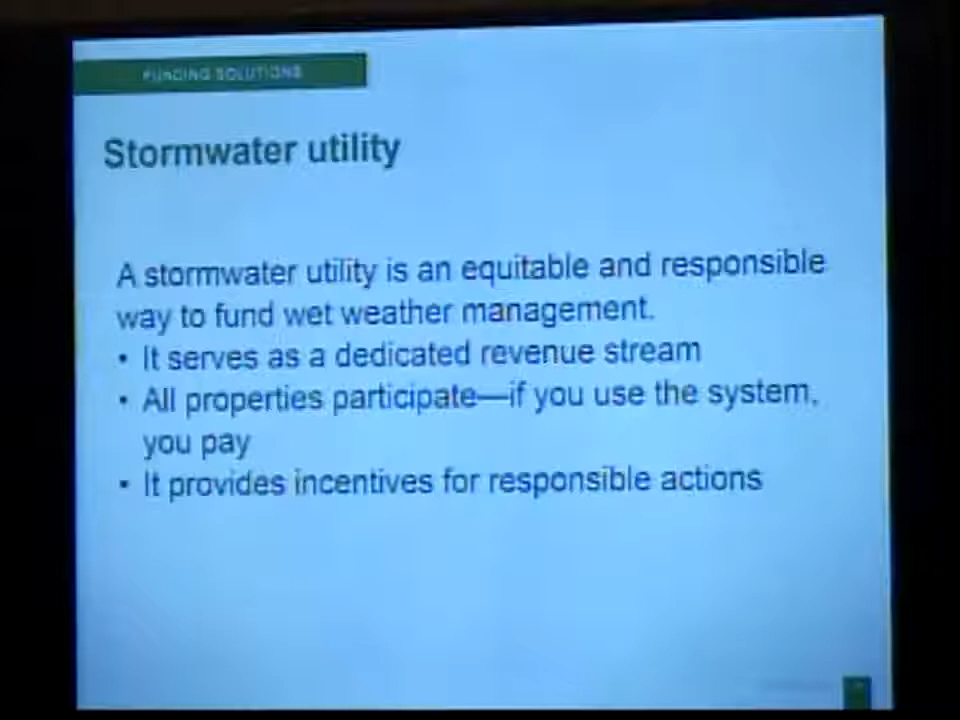 FUNDING SOLUTIONS
Stormwater utility
A stormwater utility is an equitable and responsible
way to fund wet weather management.
• It serves as a dedicated revenue stream
• All properties participate—if you use the system,
you pay
• It provides incentives for responsible actions